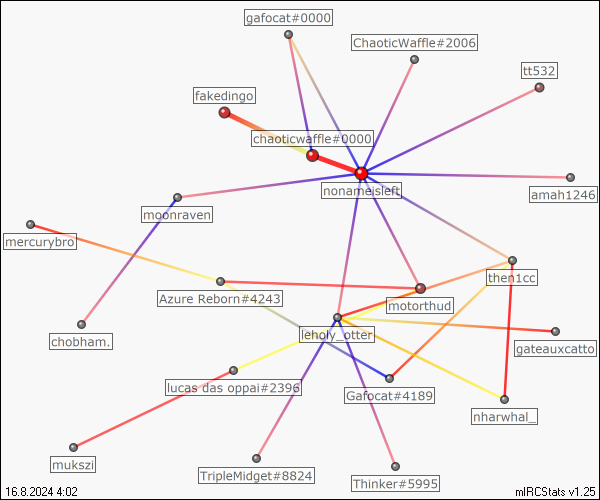 gafocat#0000
ChaoticWaffle#2006
tt532
fakedingo
chaoticwaffle#0000
nonameisleft
amah1246
moonraven
mercurybro
then1cc
Azure Reborn#4243
motorthud
leholy_otter
chobham.
gateauxcatto
lucas das oppai#2396
Gafocat#4189
nharwhal_
mukszi
TripleMidget#8824
Thinker#5995
16.8.2024 4:02
mIRCStats v1.25